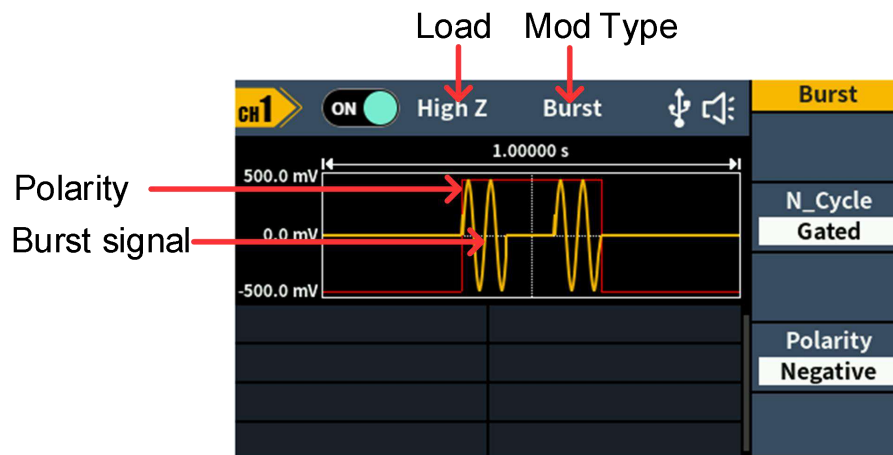 Load Mod Type
CH1 ON High Z Burst Burst
1.00000 s
500.0 mV
Polarity
N_Cycle
Gated
Burst signal
0.0 mV
-500.0 mV
Polarity
Negative